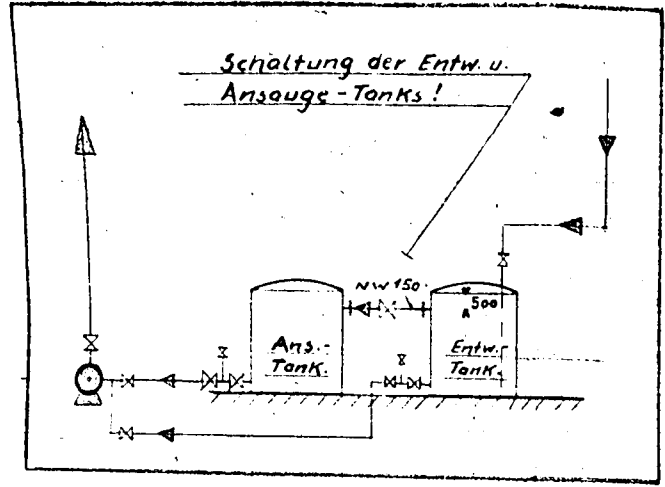 Schaltung der Entw. u.
Ansauge-Tanks!
NW 150.
500
Ans.-
Tank.
Entw.
Tank.